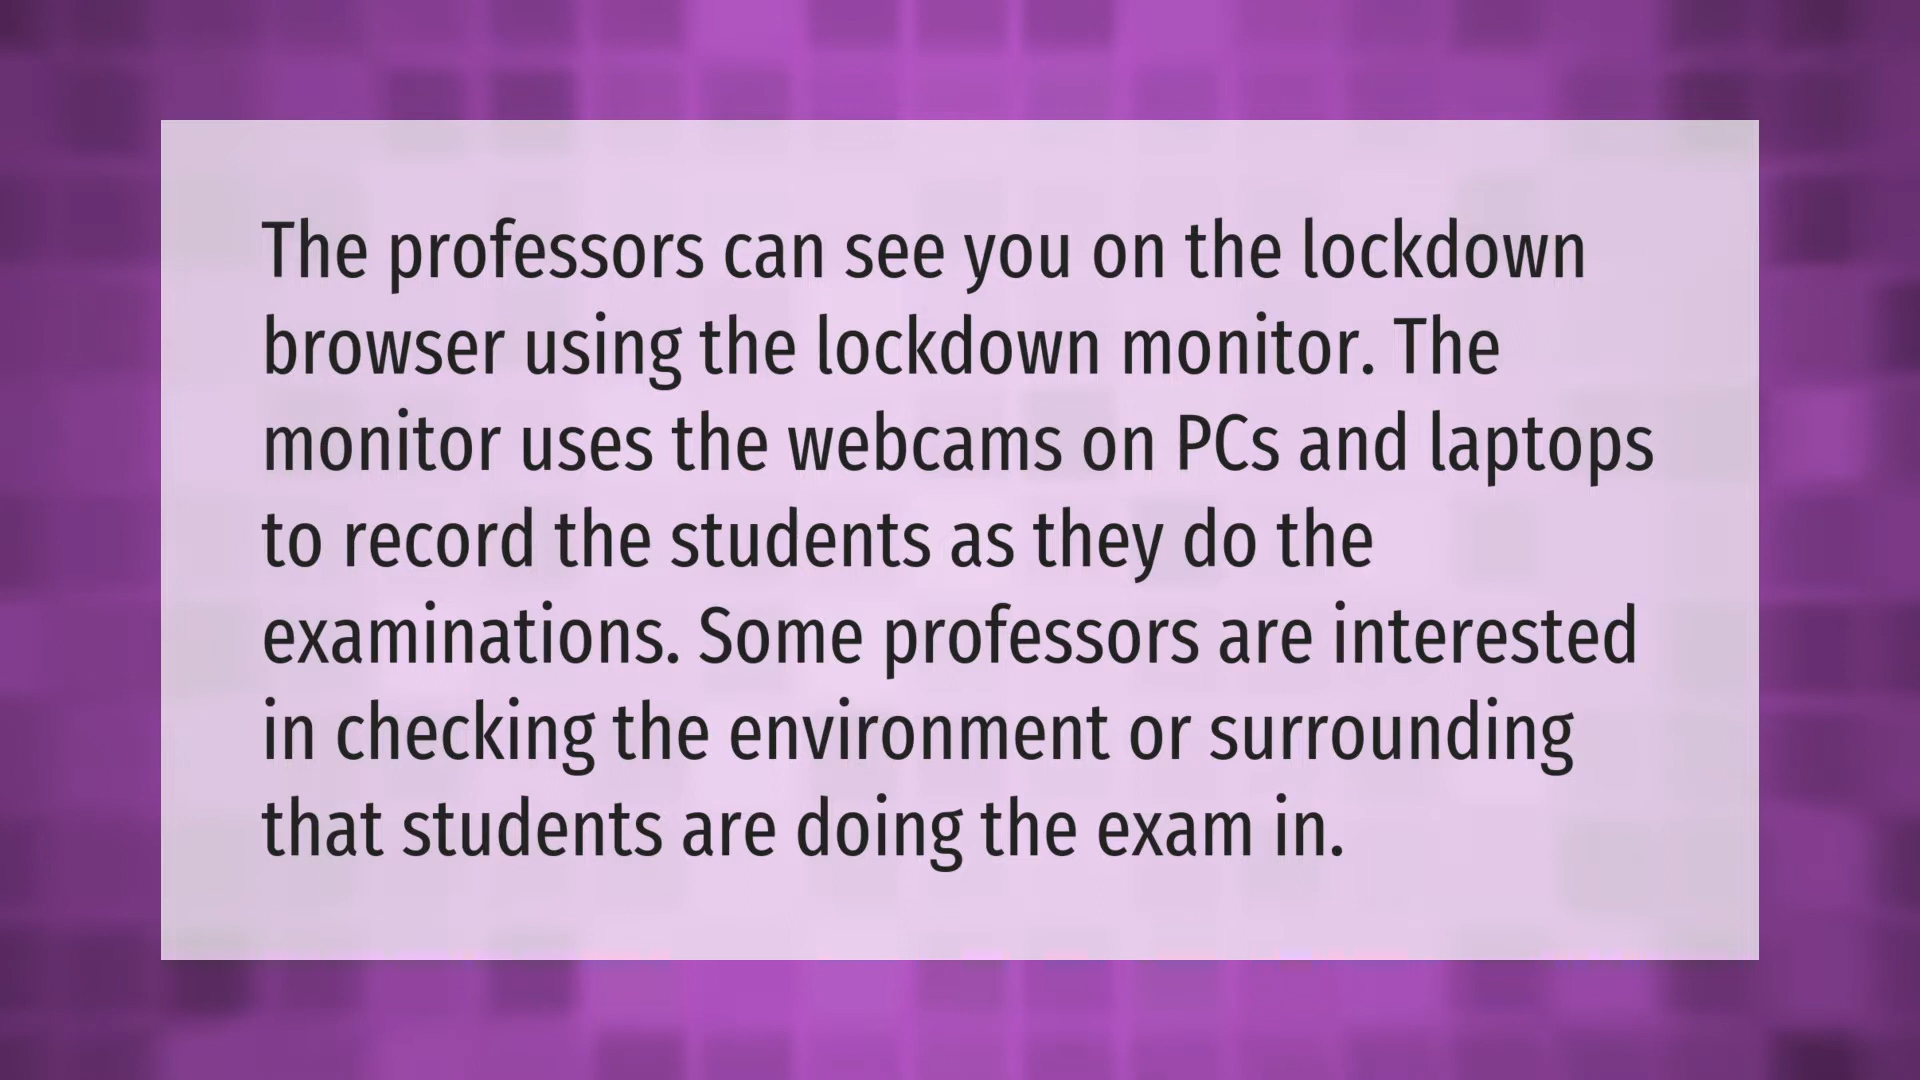 The professors can see you on the lockdown
browser using the lockdown monitor. The
monitor uses the webcams on PCs and laptops
to record the students as they do the
examinations. Some professors are interested
in checking the environment or surrounding
that students are doing the exam in.